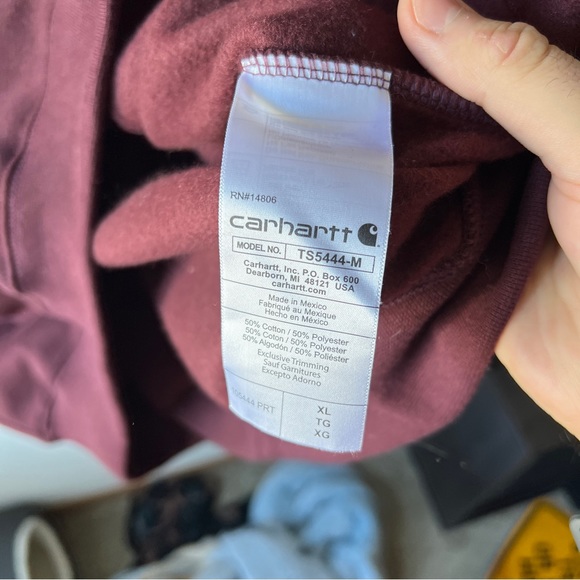 RN#14806
carhartt
MODEL NO. TS5444-M
Carhartt, Inc. P.O. Box 600
Dearborn, MI 48121 USA
carhartt.com
Made in Mexico
Fabriqué au Mexique
Hecho en México
50% Cotton / 50% Polyester
50% Coton / 50% Polyester
50% Algodón / 50% Poliéster
Exclusive Trimming
Sauf Garnitures
Excepto Adorno
PRT
XL
TG
XG